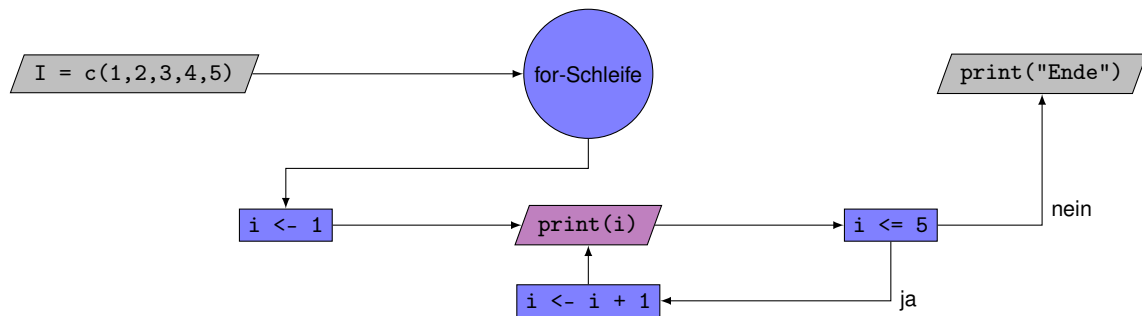 I = c(1,2,3,4,5)
for-Schleife
print("Ende")
i <- 1
print(i)
i <= 5
nein
i <- i + 1
ja